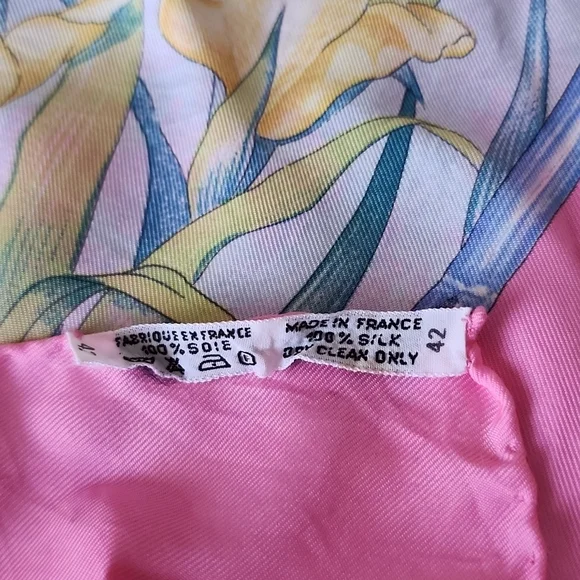 FABRIQUE EN FRANCE
100% SOIE
MADE IN FRANCE
100% SILK
DRY CLEAN ONLY
42